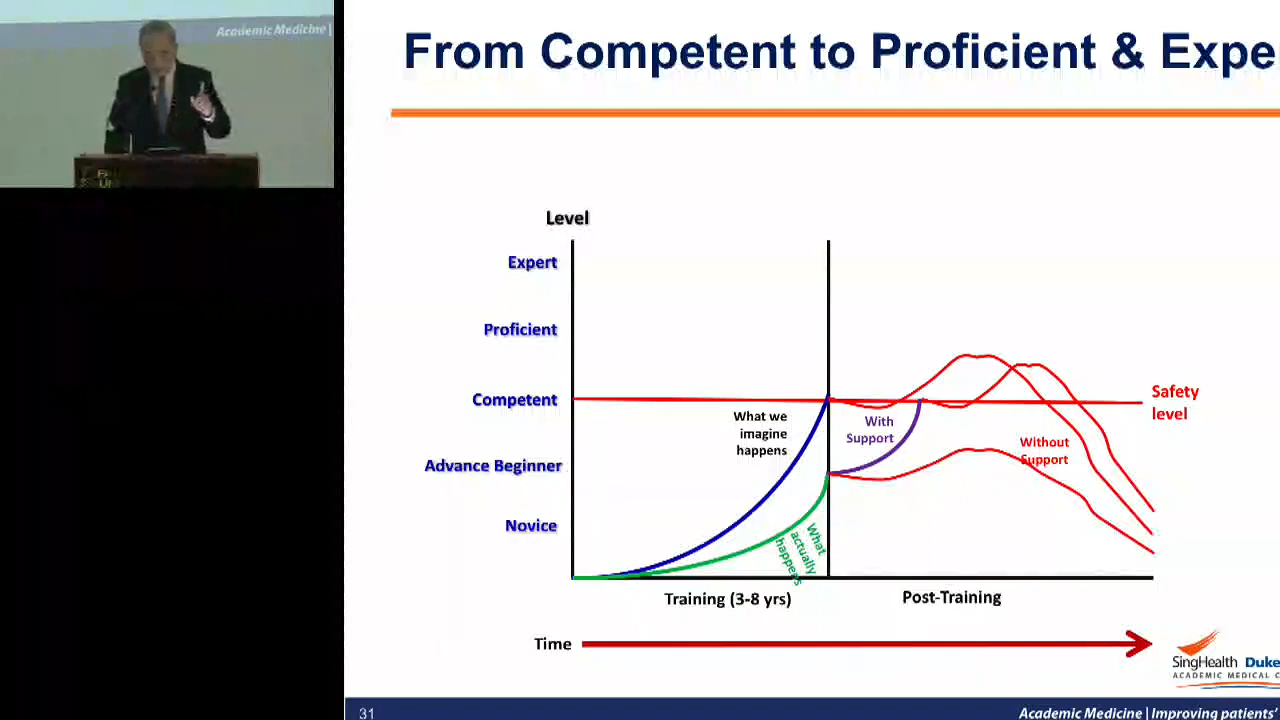 Academic Medicine |
From Competent to Proficient & Expe
Level
Expert
Proficient
Competent
Advance Beginner
Novice
What we
imagine
happens
With
Support
Without
Support
Safety
level
What
actually
happens
Training (3-8 yrs)
Post-Training
Time
SingHealth Duke
ACADEMIC MEDICAL C
31
Academic Medicine | Improving patients'